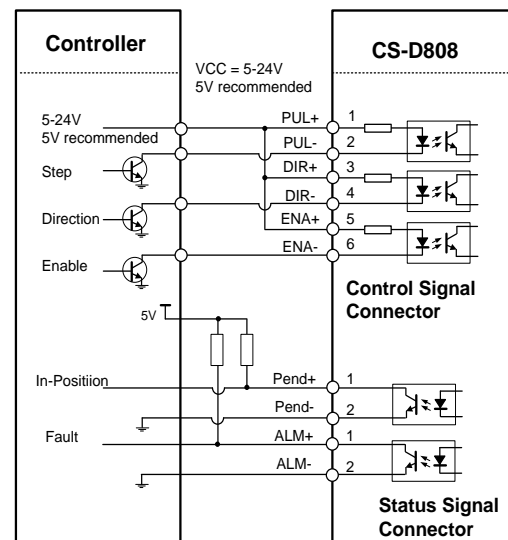 Controller
CS-D808
VCC = 5-24V
5V recommended
5-24V
5V recommended
PUL+ 1
PUL- 2
Step
DIR+ 3
DIR- 4
Direction
ENA+ 5
ENA- 6
Enable
Control Signal
Connector
5V
In-Positiion
Pend+ 1
Pend- 2
Fault
ALM+ 1
ALM- 2
Status Signal
Connector